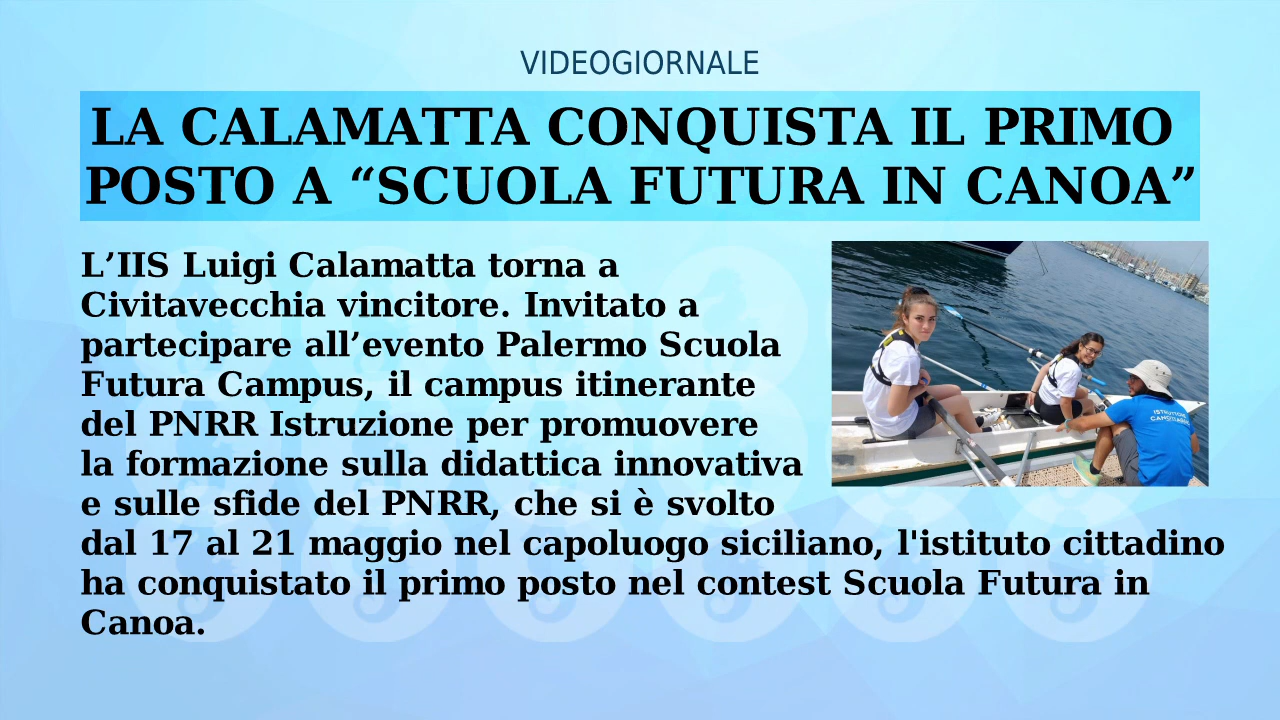 VIDEOGIORNALE
LA CALAMATTA CONQUISTA IL PRIMO
POSTO A “SCUOLA FUTURA IN CANOA”
L’IIS Luigi Calamatta torna a
Civitavecchia vincitore. Invitato a
partecipare all’evento Palermo Scuola
Futura Campus, il campus itinerante
del PNRR Istruzione per promuovere
la formazione sulla didattica innovativa
e sulle sfide del PNRR, che si è svolto
dal 17 al 21 maggio nel capoluogo siciliano, l'istituto cittadino
ha conquistato il primo posto nel contest Scuola Futura in
Canoa.
ISTRUTTORE